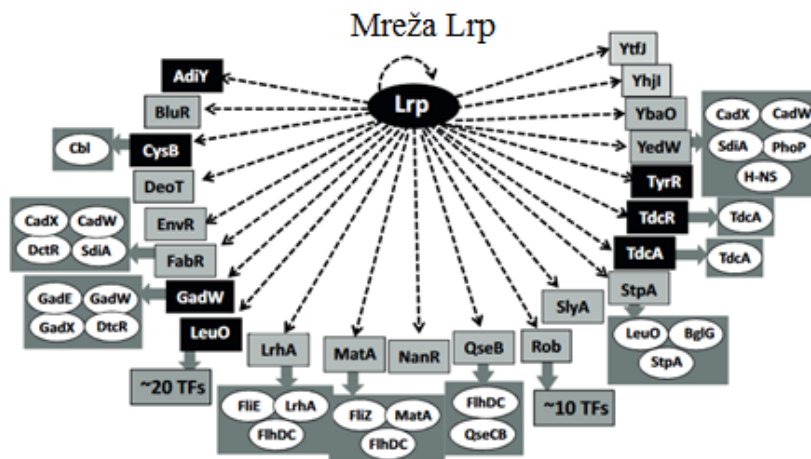 Mreža Lrp
Lrp
AdiY
BluR
CysB
Cbl
DeoT
EnvR
FabR
CadX CadW
DctR SdiA
GadW
GadE GadW
GadX DtcR
LeuO
~20 TFs
LrhA
FliE LrhA
FlhDC
MatA
FliZ MatA
FlhDC
NanR
QseB
FlhDC
QseCB
Rob
~10 TFs
SlyA
StpA
LeuO BglG
StpA
TdcA
TdcA
TdcR
TdcA
TyrR
YedW
CadX CadW
SdiA PhoP
H-NS
YbaO
YhjI
YtfJ